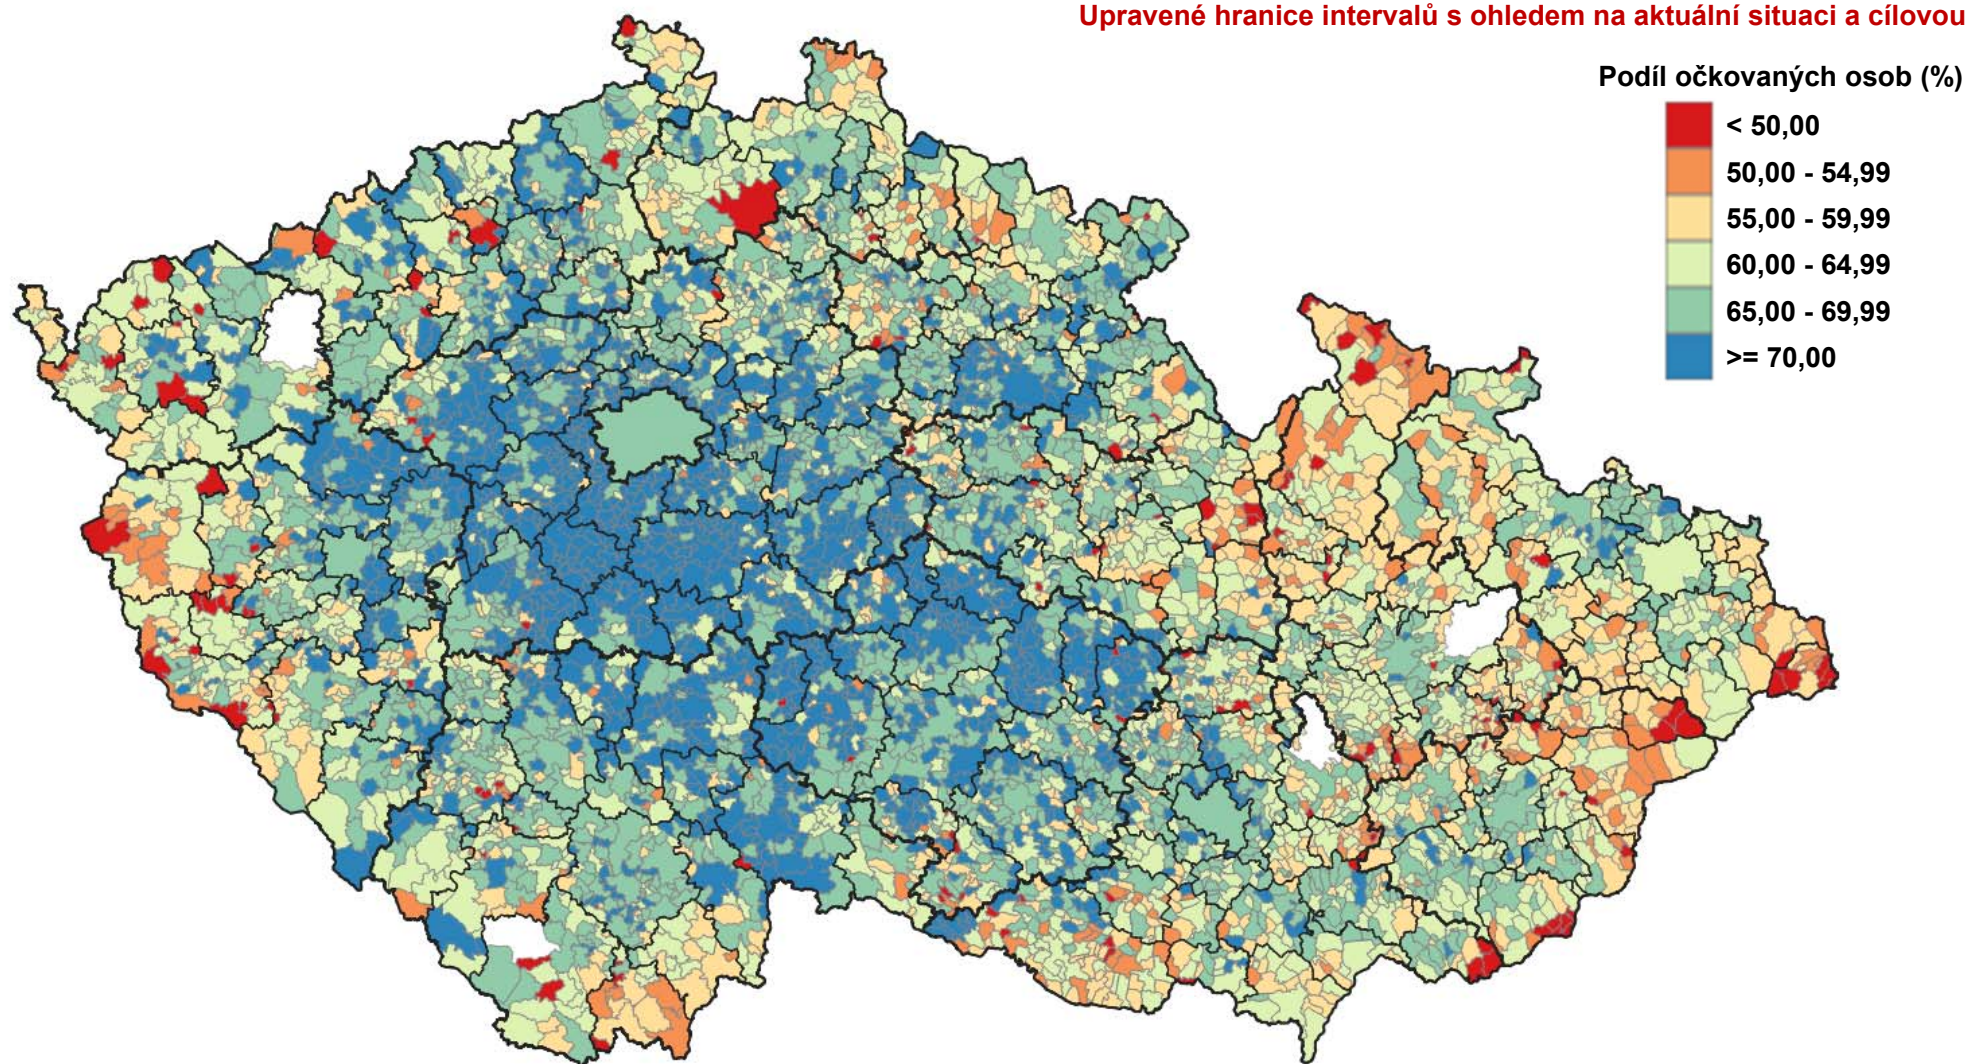 Upravené hranice intervalů s ohledem na aktuální situaci a cílovou
Podíl očkovaných osob (%)
< 50,00
50,00 - 54,99
55,00 - 59,99
60,00 - 64,99
65,00 - 69,99
>= 70,00